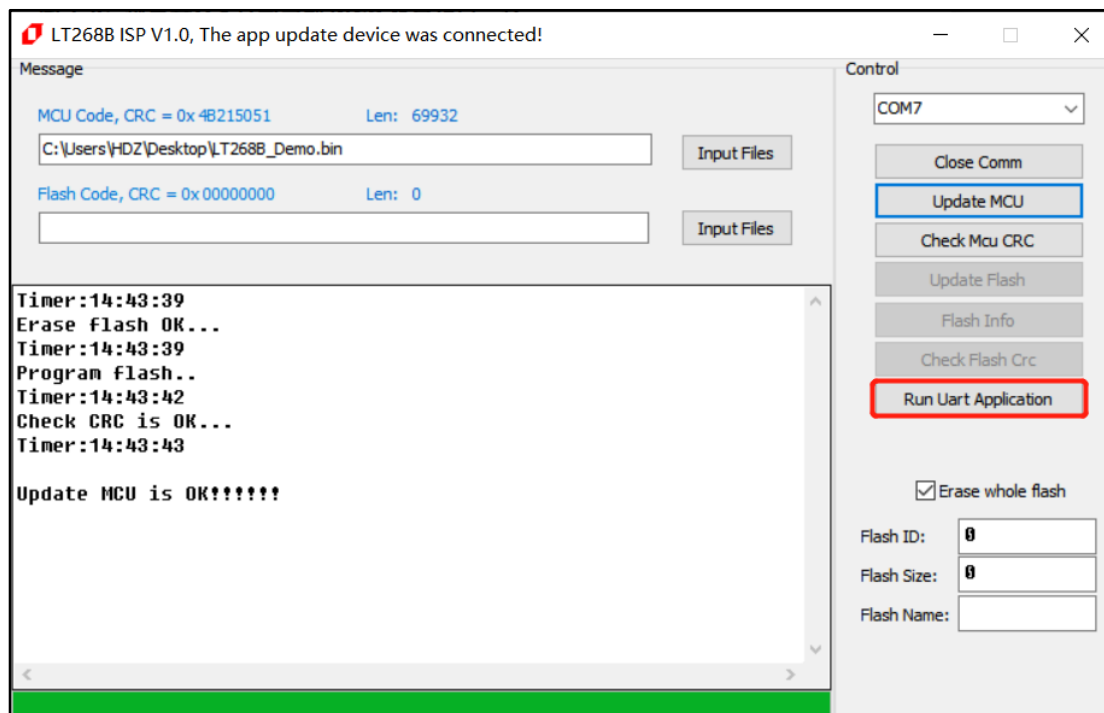 LT268B ISP V1.0, The app update device was connected!
Message
MCU Code, CRC = 0x 4B215051 Len: 69932
C:\Users\HDZ\Desktop\LT268B_Demo.bin
Input Files
Flash Code, CRC = 0x 00000000 Len: 0
Input Files
Timer:14:43:39
Erase flash OK...
Timer:14:43:39
Program flash..
Timer:14:43:42
Check CRC is OK...
Timer:14:43:43
Update MCU is OK!!!!!!
Control
COM7
Close Comm
Update MCU
Check Mcu CRC
Update Flash
Flash Info
Check Flash Crc
Run Uart Application
Erase whole flash
Flash ID: 0
Flash Size: 0
Flash Name: